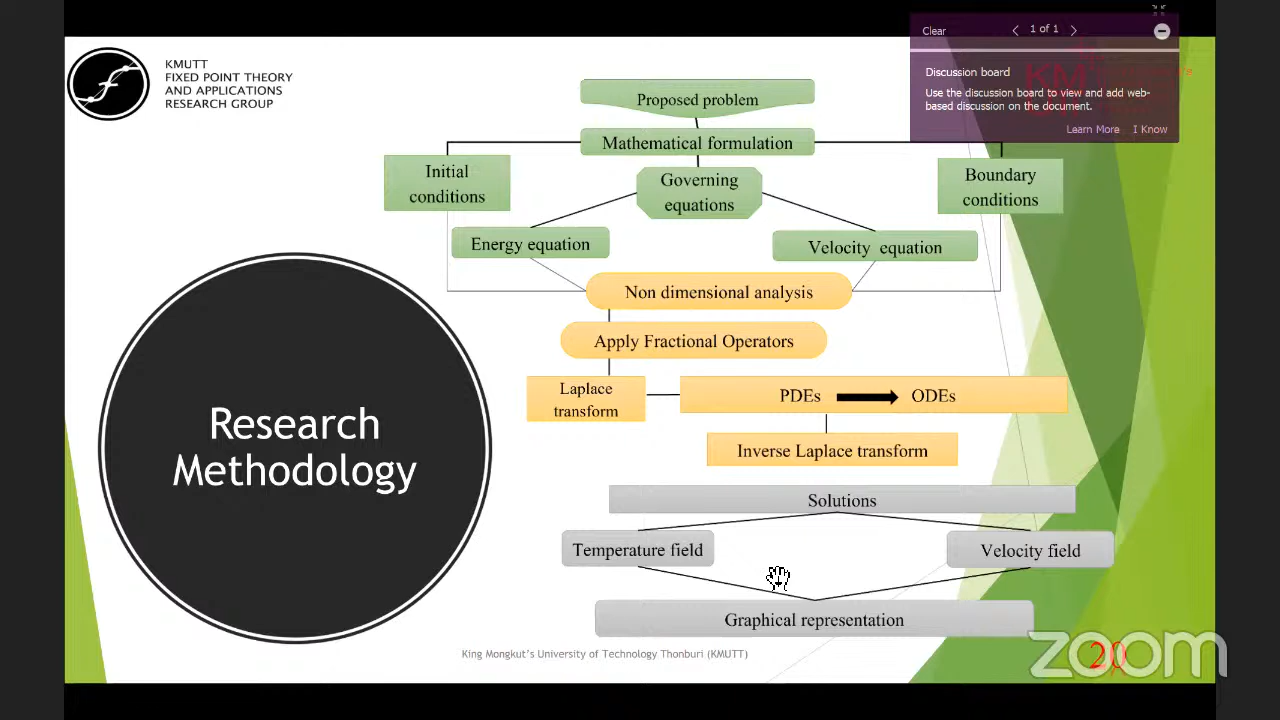 KMUTT
FIXED POINT THEORY
AND APPLICATIONS
RESEARCH GROUP
Clear
1 of 1
Discussion board
Use the discussion board to view and add web-
based discussion on the document.
Learn More I Know
Proposed problem
Mathematical formulation
Initial
conditions
Governing
equations
Boundary
conditions
Energy equation
Velocity equation
Non dimensional analysis
Apply Fractional Operators
Laplace
transform
PDEs ODEs
Inverse Laplace transform
Research
Methodology
Solutions
Temperature field
Velocity field
Graphical representation
King Mongkut's University of Technology Thonburi (KMUTT)
20
zoom